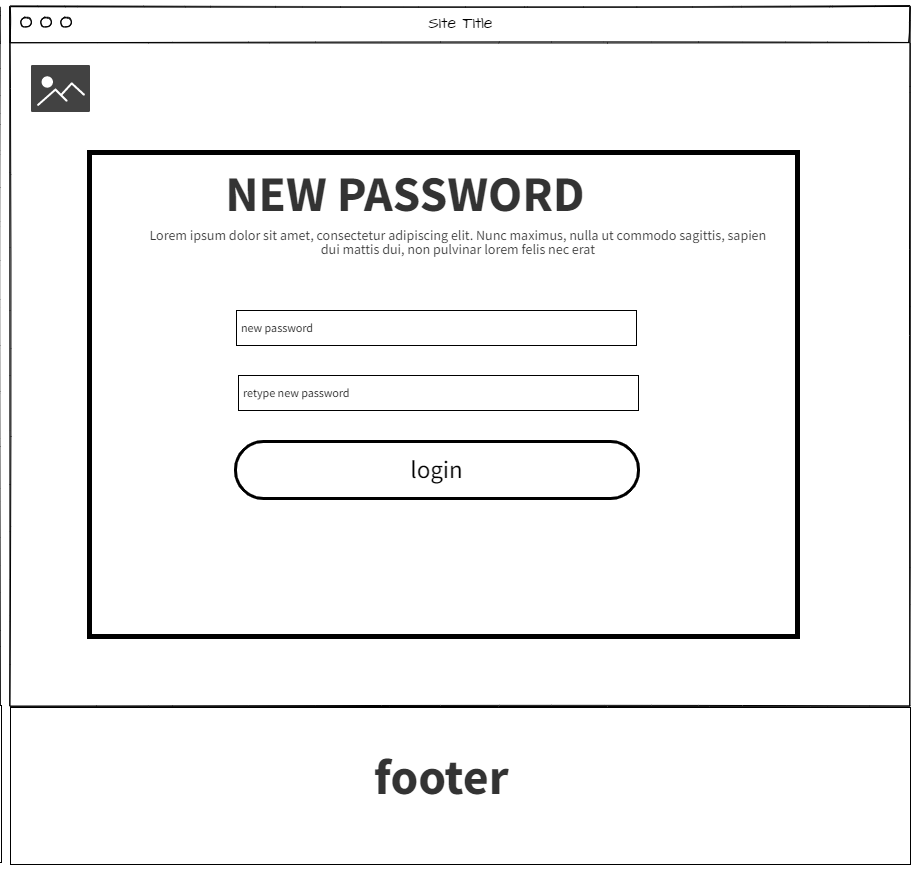 Site Title
NEW PASSWORD
Lorem ipsum dolor sit amet, consectetur adipiscing elit. Nunc maximus, nulla ut commodo sagittis, sapien
dui mattis dui, non pulvinar lorem felis nec erat
new password
retype new password
login
footer